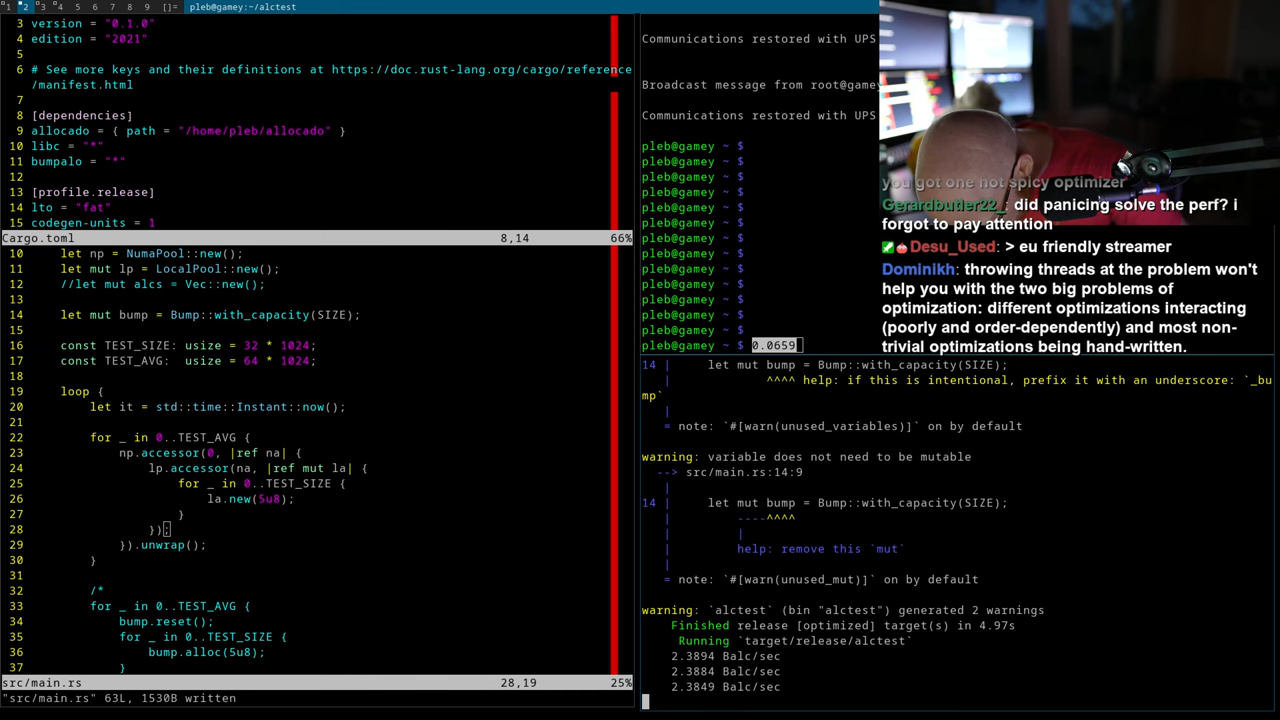 1 2 3 4 5 6 7 8 9 []= pleb@gamey:~/alctest
3 version = "0.1.0"
4 edition = "2021"
5
6 # See more keys and their definitions at https://doc.rust-lang.org/cargo/reference
/manifest.html
7
8 [dependencies]
9 allocado = { path = "/home/pleb/allocado" }
10 libc = "*"
11 bumpalo = "*"
12
13 [profile.release]
14 lto = "fat"
15 codegen-units = 1
Cargo.toml 8,14 66%
10 let np = NumaPool::new();
11 let mut lp = LocalPool::new();
12 //let mut alcs = Vec::new();
13
14 let mut bump = Bump::with_capacity(SIZE);
15
16 const TEST_SIZE: usize = 32 * 1024;
17 const TEST_AVG: usize = 64 * 1024;
18
19 loop {
20 let it = std::time::Instant::now();
21
22 for _ in 0..TEST_AVG {
23 np.accessor(0, |ref na| {
24 lp.accessor(na, |ref mut la| {
25 for _ in 0..TEST_SIZE {
26 la.new(5u8);
27 }
28 });
29 }).unwrap();
30 }
31
32 /*
33 for _ in 0..TEST_AVG {
34 bump.reset();
35 for _ in 0..TEST_SIZE {
36 bump.alloc(5u8);
37 }
src/main.rs 28,19 25%
"src/main.rs" 63L, 1530B written
Communications restored with UPS
Broadcast message from root@game
Communications restored with UPS
pleb@gamey ~ $
pleb@gamey ~ $
pleb@gamey ~ $
pleb@gamey ~ $
pleb@gamey ~ $
pleb@gamey ~ $
pleb@gamey ~ $
pleb@gamey ~ $
pleb@gamey ~ $
pleb@gamey ~ $
pleb@gamey ~ $
pleb@gamey ~ $
pleb@gamey ~ $
pleb@gamey ~ $ 0.0659
you got one hot spicy optimizer
Gerardbutler22_: did panicing solve the perf? i
forgot to pay attention
Desu_Used: > eu friendly streamer
Dominikh: throwing threads at the problem won't
help you with the two big problems of
optimization: different optimizations interacting
(poorly and order-dependently) and most non-
trivial optimizations being hand-written.
14 | let mut bump = Bump::with_capacity(SIZE);
| ^^^^ help: if this is intentional, prefix it with an underscore: `_bu
mp`
|
= note: `#[warn(unused_variables)]` on by default
warning: variable does not need to be mutable
--> src/main.rs:14:9
|
14 | let mut bump = Bump::with_capacity(SIZE);
| ----^^^^
| |
| help: remove this `mut`
|
= note: `#[warn(unused_mut)]` on by default
warning: `alctest` (bin "alctest") generated 2 warnings
Finished release [optimized] target(s) in 4.97s
Running `target/release/alctest`
2.3894 Balc/sec
2.3884 Balc/sec
2.3849 Balc/sec